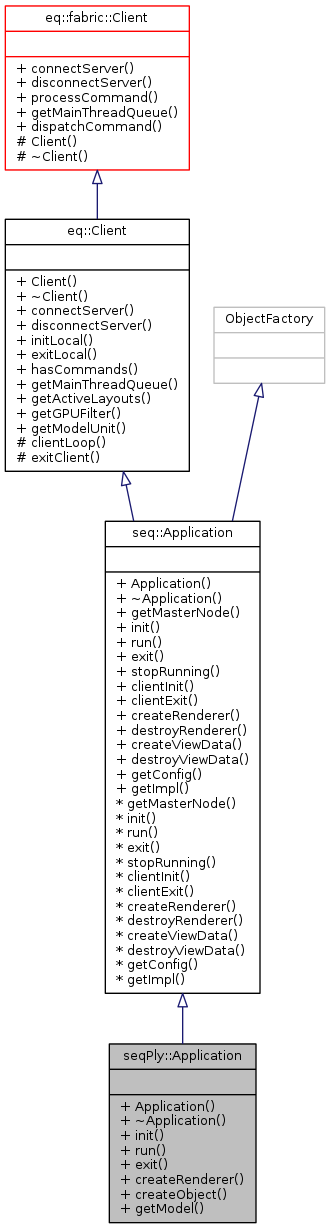 eq::fabric::Client
+ connectServer()
+ disconnectServer()
+ processCommand()
+ getMainThreadQueue()
+ dispatchCommand()
# Client()
# ~Client()
eq::Client
+ Client()
+ ~Client()
+ connectServer()
+ disconnectServer()
+ initLocal()
+ exitLocal()
+ hasCommands()
+ getMainThreadQueue()
+ getActiveLayouts()
+ getGPUFilter()
+ getModelUnit()
# clientLoop()
# exitClient()
ObjectFactory
seq::Application
+ Application()
+ ~Application()
+ getMasterNode()
+ init()
+ run()
+ exit()
+ stopRunning()
+ clientInit()
+ clientExit()
+ createRenderer()
+ destroyRenderer()
+ createViewData()
+ destroyViewData()
+ getConfig()
+ getImpl()
* getMasterNode()
* init()
* run()
* exit()
* stopRunning()
* clientInit()
* clientExit()
* createRenderer()
* destroyRenderer()
* createViewData()
* destroyViewData()
* getConfig()
* getImpl()
seqPly::Application
+ Application()
+ ~Application()
+ init()
+ run()
+ exit()
+ createRenderer()
+ createObject()
+ getModel()